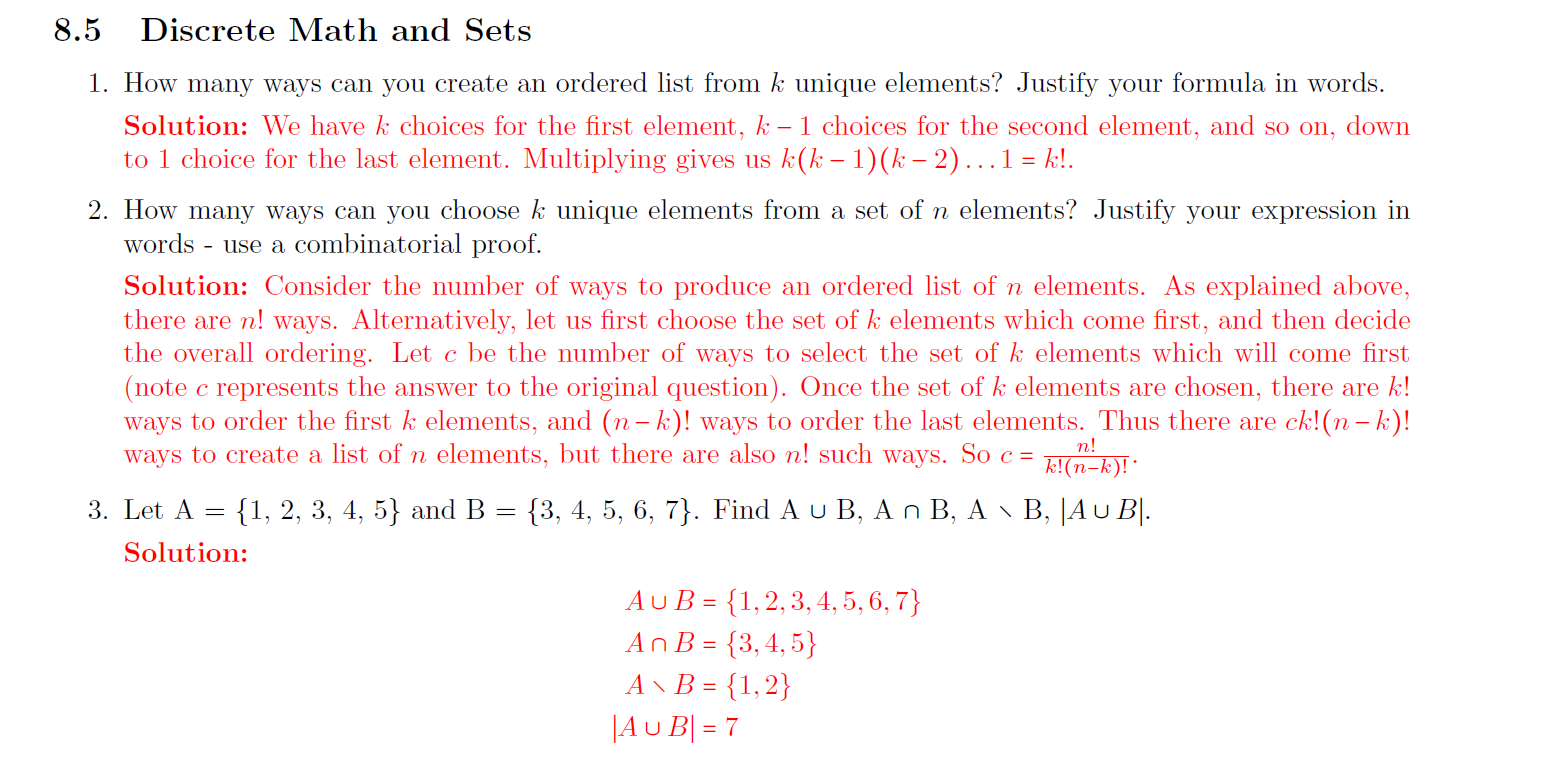 8.5 Discrete Math and Sets
1. How many ways can you create an ordered list from k unique elements? Justify your formula in words.
Solution: We have k choices for the first element, k − 1 choices for the second element, and so on, down
to 1 choice for the last element. Multiplying gives us k(k − 1)(k − 2)...1 = k!.
2. How many ways can you choose k unique elements from a set of n elements? Justify your expression in
words - use a combinatorial proof.
Solution: Consider the number of ways to produce an ordered list of n elements. As explained above,
there are n! ways. Alternatively, let us first choose the set of k elements which come first, and then decide
the overall ordering. Let c be the number of ways to select the set of k elements which will come first
(note c represents the answer to the original question). Once the set of k elements are chosen, there are k!
ways to order the first k elements, and (n − k)! ways to order the last elements. Thus there are ck!(n − k)!
ways to create a list of n elements, but there are also n! such ways. So c = n!/k!(n−k)!.
3. Let A = {1, 2, 3, 4, 5} and B = {3, 4, 5, 6, 7}. Find A ∪ B, A ∩ B, A ∖ B, |A ∪ B|.
Solution:
A ∪ B = {1, 2, 3, 4, 5, 6, 7}
A ∩ B = {3, 4, 5}
A ∖ B = {1, 2}
|A ∪ B| = 7